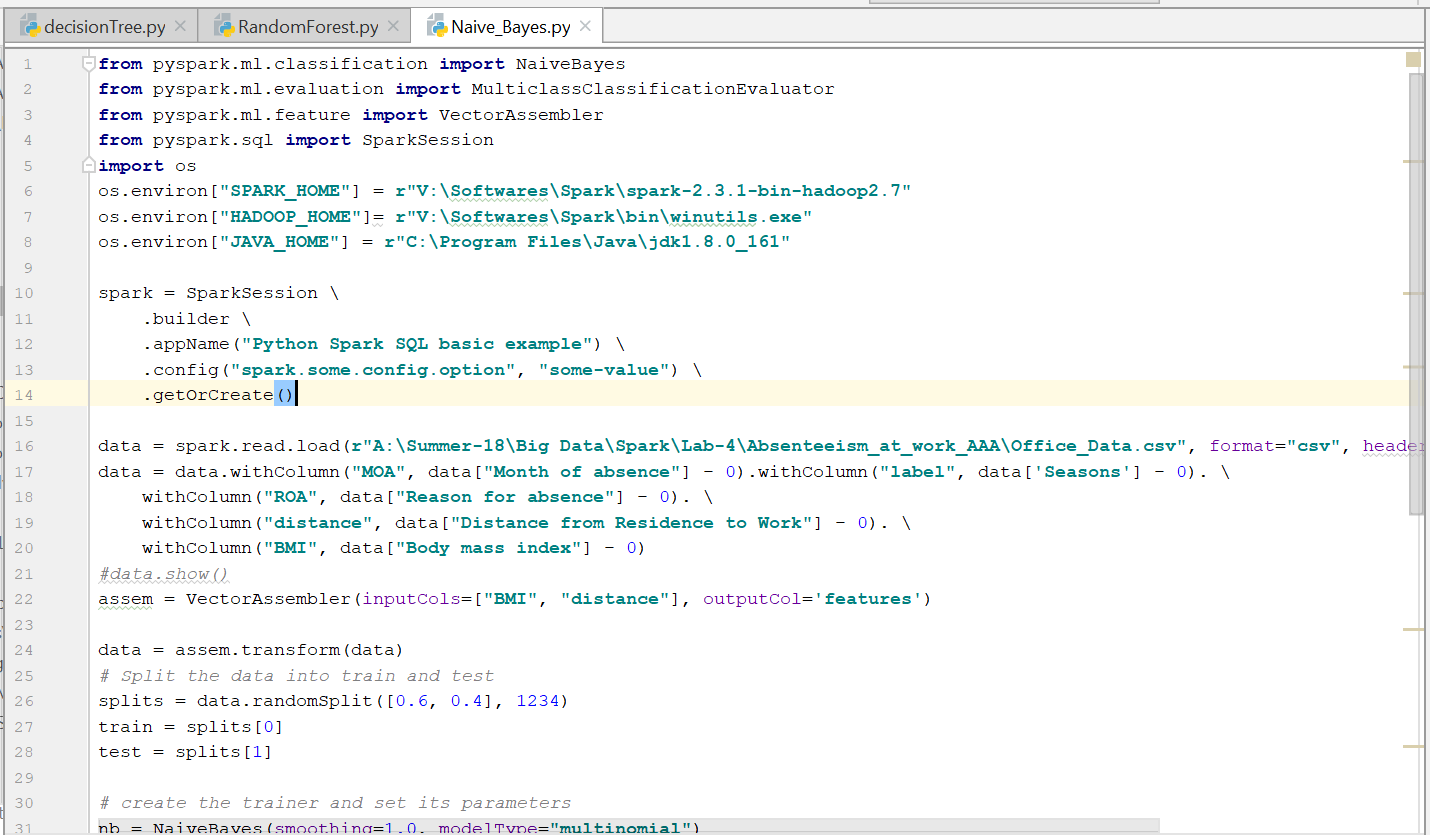 decisionTree.py RandomForest.py Naive_Bayes.py
1 from pyspark.ml.classification import NaiveBayes
2 from pyspark.ml.evaluation import MulticlassClassificationEvaluator
3 from pyspark.ml.feature import VectorAssembler
4 from pyspark.sql import SparkSession
5 import os
6 os.environ["SPARK_HOME"] = r"V:\Softwares\Spark\spark-2.3.1-bin-hadoop2.7"
7 os.environ["HADOOP_HOME"]= r"V:\Softwares\Spark\bin\winutils.exe"
8 os.environ["JAVA_HOME"] = r"C:\Program Files\Java\jdk1.8.0_161"
9
10 spark = SparkSession \
11 .builder \
12 .appName("Python Spark SQL basic example") \
13 .config("spark.some.config.option", "some-value") \
14 .getOrCreate()
15
16 data = spark.read.load(r"A:\Summer-18\Big Data\Spark\Lab-4\Absenteeism_at_work_AAA\Office_Data.csv", format="csv", header
17 data = data.withColumn("MOA", data["Month of absence"] - 0).withColumn("label", data['Seasons'] - 0). \
18 withColumn("ROA", data["Reason for absence"] - 0). \
19 withColumn("distance", data["Distance from Residence to Work"] - 0). \
20 withColumn("BMI", data["Body mass index"] - 0)
21 #data.show()
22 assem = VectorAssembler(inputCols=["BMI", "distance"], outputCol='features')
23
24 data = assem.transform(data)
25 # Split the data into train and test
26 splits = data.randomSplit([0.6, 0.4], 1234)
27 train = splits[0]
28 test = splits[1]
29
30 # create the trainer and set its parameters
31 nb = NaiveBayes(smoothing=1.0, modelType="multinomial")